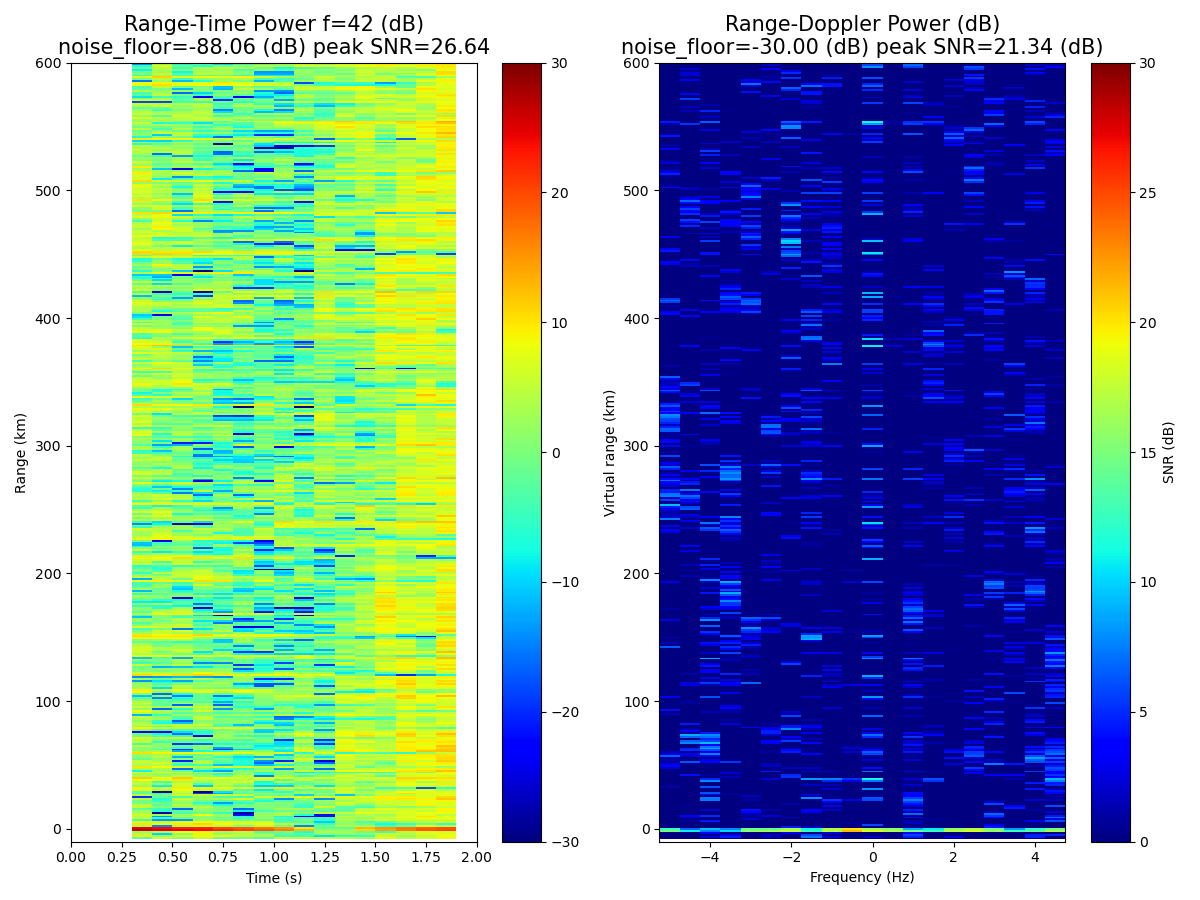 Range-Time Power f=42 (dB)
noise_floor=-88.06 (dB) peak SNR=26.64
Range-Doppler Power (dB)
noise_floor=-30.00 (dB) peak SNR=21.34 (dB)
600
500
400
300
200
100
0
Range (km)
0.00 0.25 0.50 0.75 1.00 1.25 1.50 1.75 2.00
Time (s)
30
20
10
0
−10
−20
−30
600
500
400
300
200
100
0
Virtual range (km)
−4 −2 0 2 4
Frequency (Hz)
30
25
20
15
10
5
0
SNR (dB)